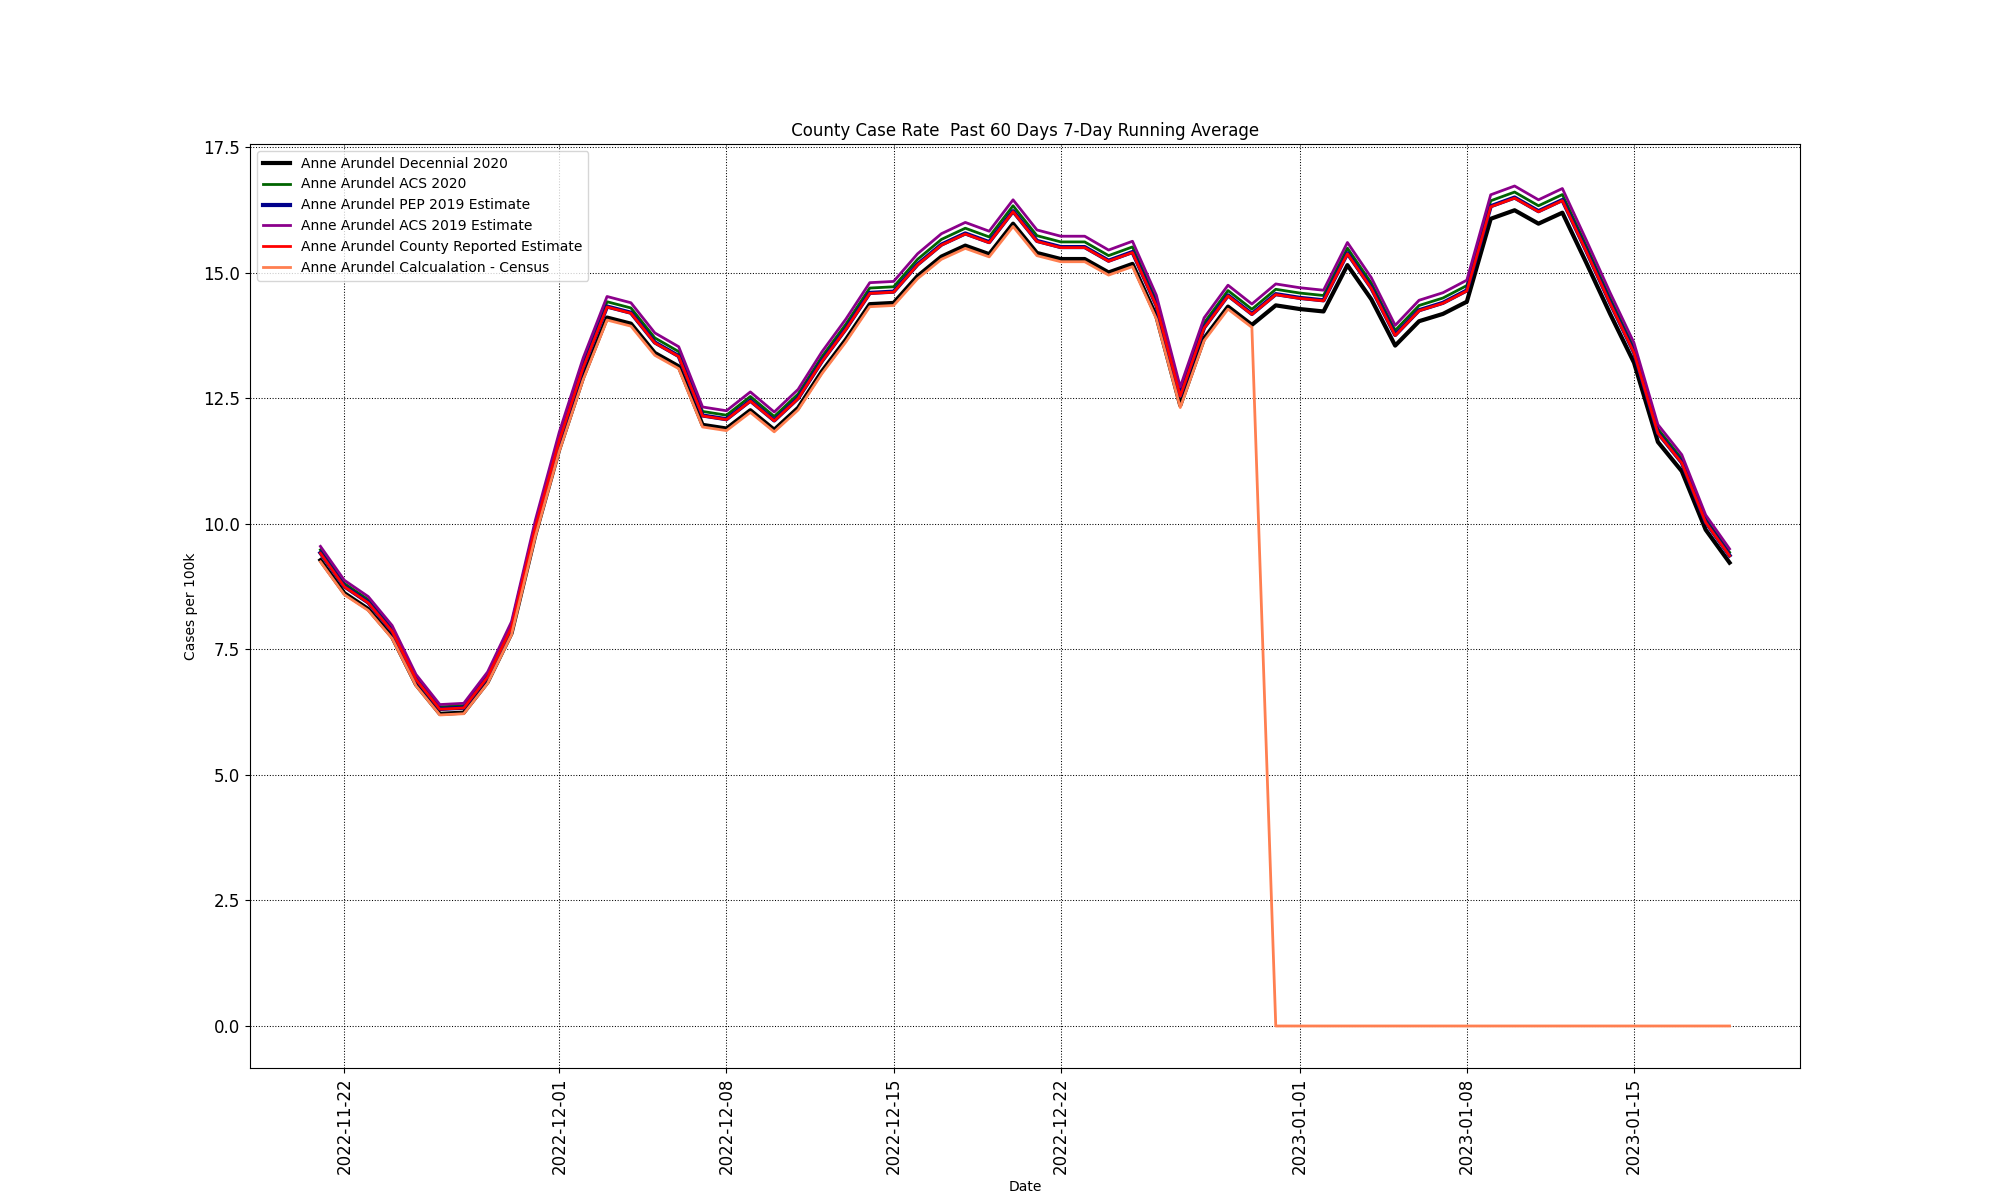 County Case Rate  Past 60 Days 7-Day Running Average
Anne Arundel Decennial 2020
Anne Arundel ACS 2020
Anne Arundel PEP 2019 Estimate
Anne Arundel ACS 2019 Estimate
Anne Arundel County Reported Estimate
Anne Arundel Calcualation - Census
Cases per 100k
17.5
15.0
12.5
10.0
7.5
5.0
2.5
0.0
2022-11-22
2022-12-01
2022-12-08
2022-12-15
2022-12-22
2023-01-01
2023-01-08
2023-01-15
Date